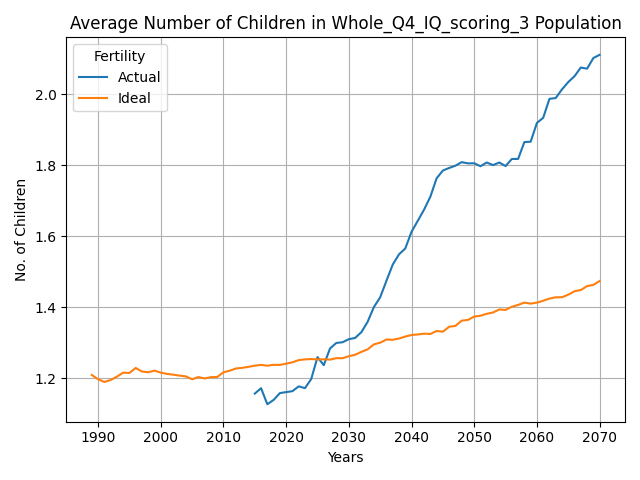 Average Number of Children in Whole_Q4_IQ_scoring_3 Population
Fertility
Actual
Ideal
No. of Children
2.0
1.8
1.6
1.4
1.2
1990 2000 2010 2020 2030 2040 2050 2060 2070
Years